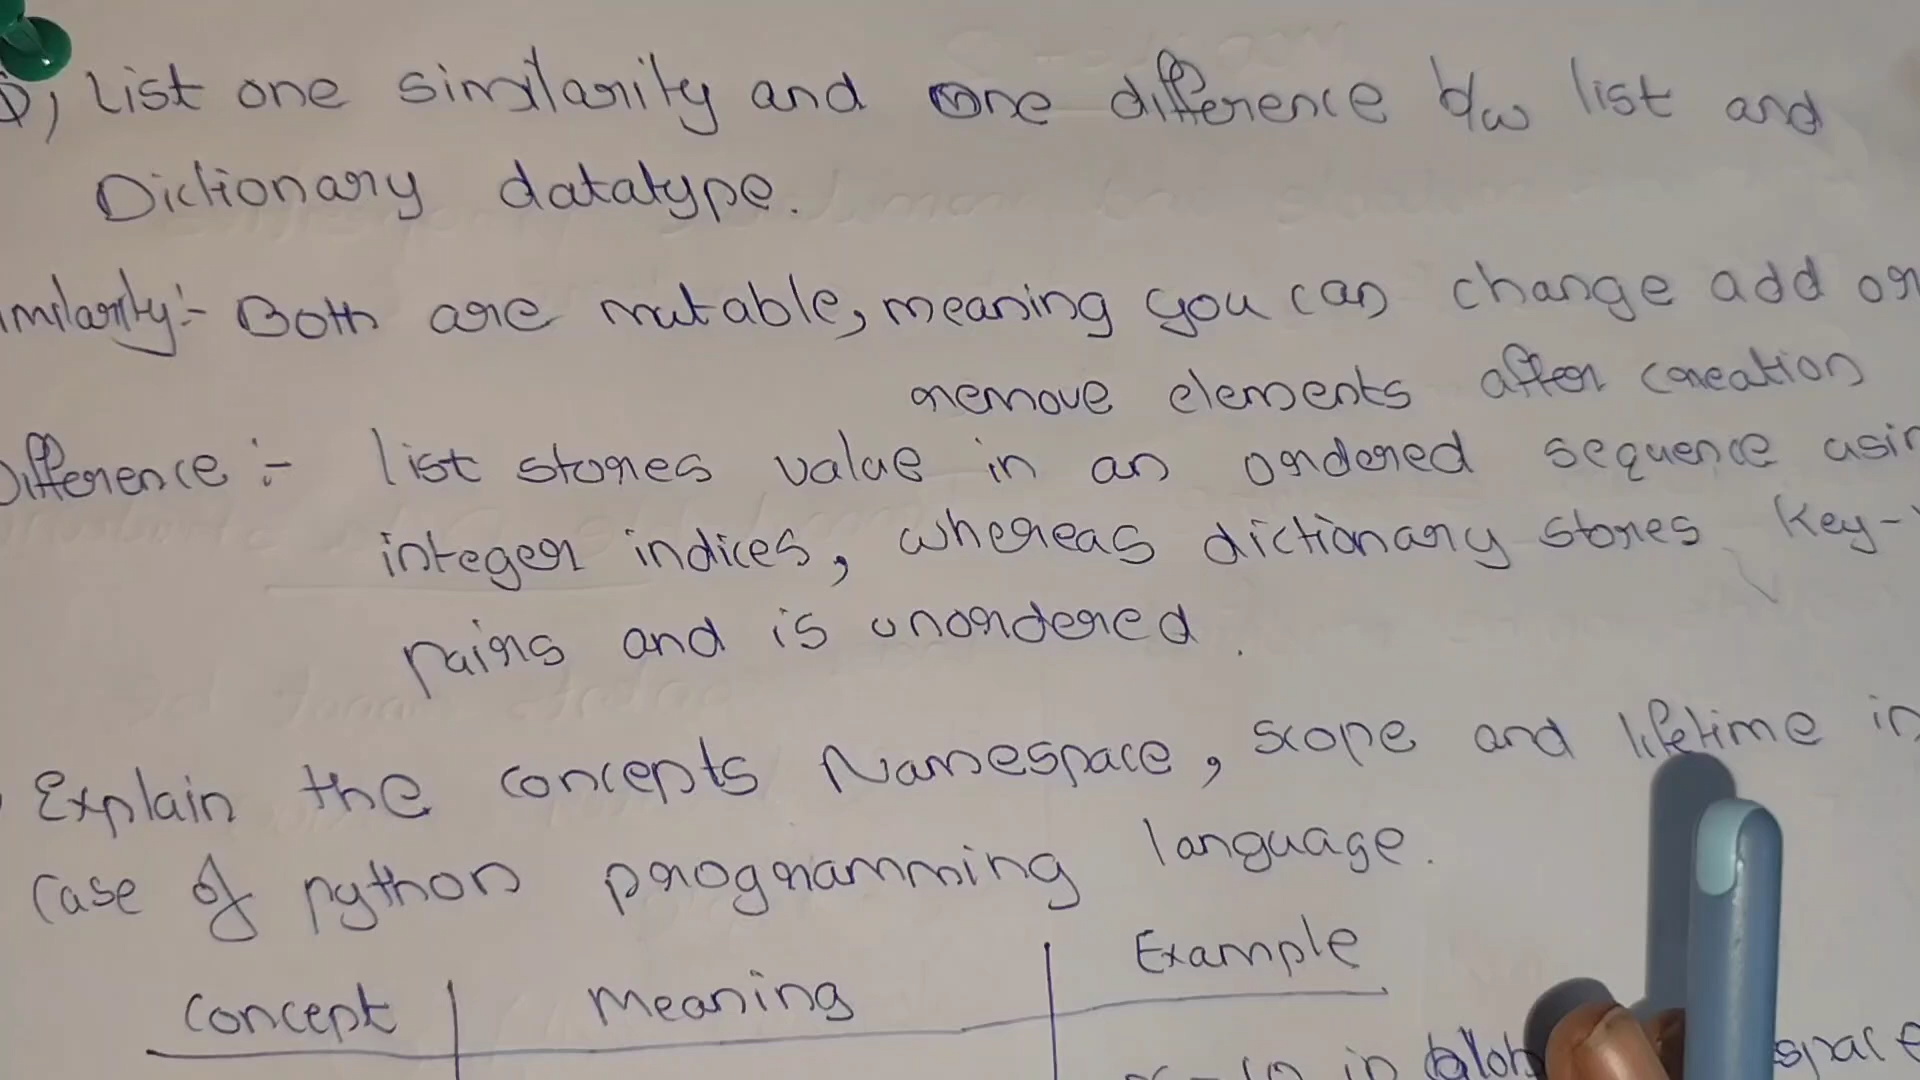 Q, List one similarity and one difference b/w list and
Dictionary datatype.
imilarity:- Both are mutable, meaning you can change add or
remove elements after creation
Difference :- list stores value in an ordered sequence usin
integer indices, whereas dictionary stores key-
pairs and is unordered.
Explain the concepts Namespace, scope and lifetime in
case of python programming language.
Concept Meaning Example
in space